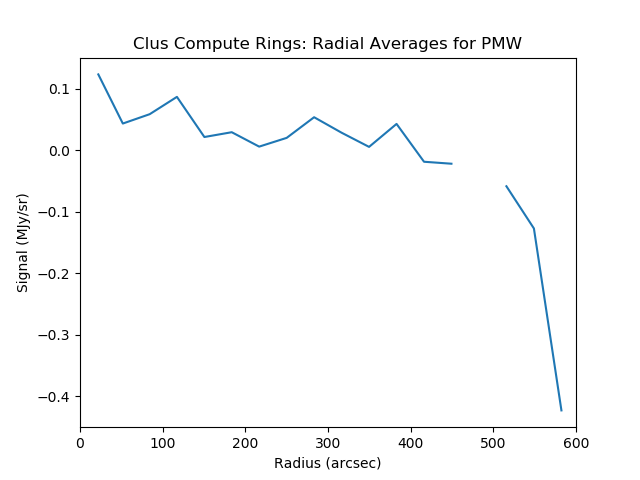 Clus Compute Rings: Radial Averages for PMW
0.1
0.0
−0.1
−0.2
−0.3
−0.4
Signal (MJy/sr)
0 100 200 300 400 500 600
Radius (arcsec)